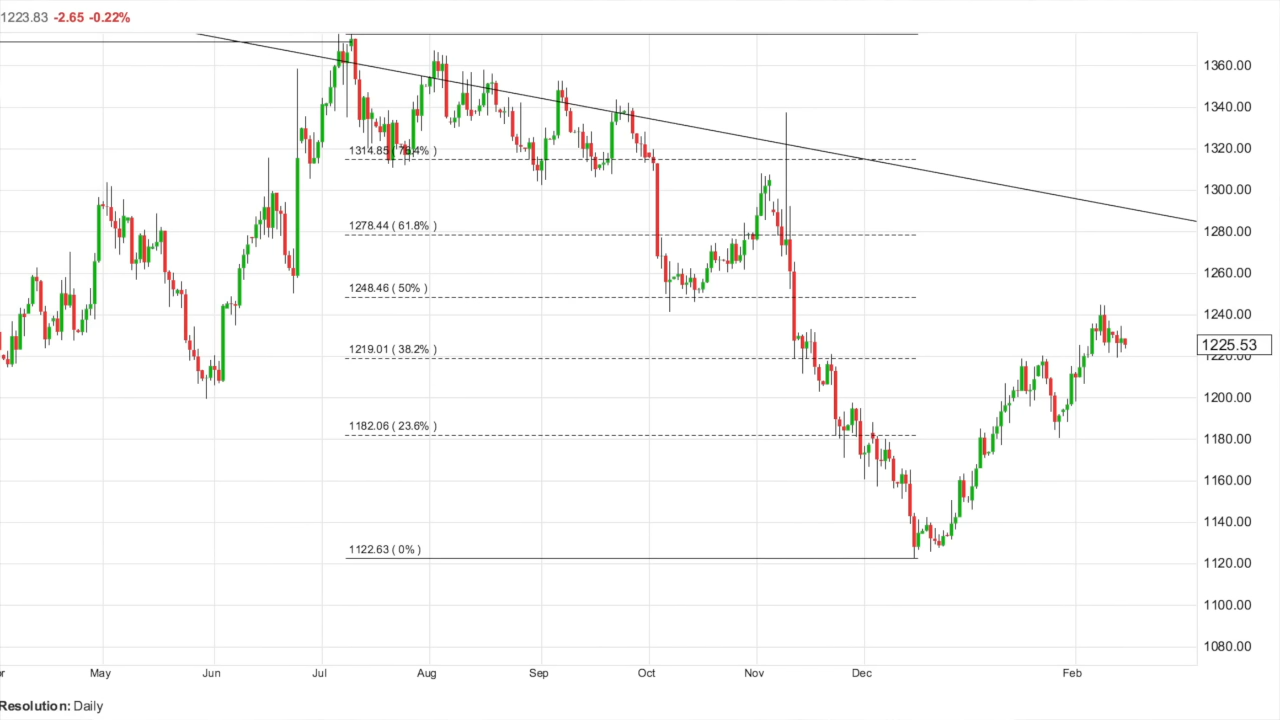 1223.83 -2.65 -0.22%
1360.00
1340.00
1320.00
1314.85 ( 76.4% )
1300.00
1278.44 ( 61.8% )
1280.00
1260.00
1248.46 ( 50% )
1240.00
1225.53
1219.01 ( 38.2% )
1220.00
1200.00
1182.06 ( 23.6% )
1180.00
1160.00
1140.00
1122.63 ( 0% )
1120.00
1100.00
1080.00
May Jun Jul Aug Sep Oct Nov Dec Feb
Resolution: Daily